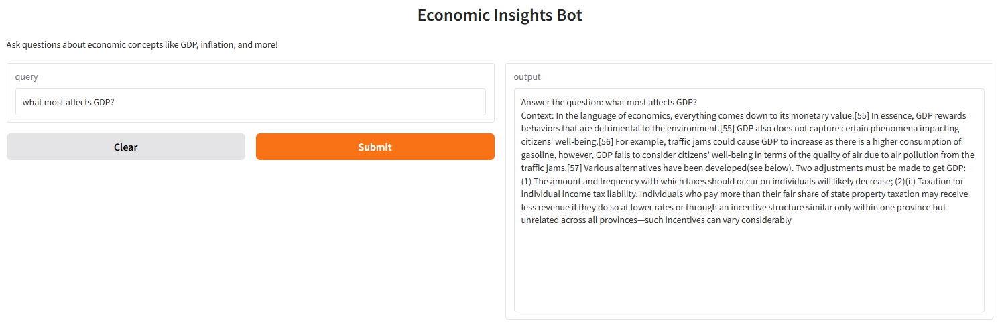 Economic Insights Bot
Ask questions about economic concepts like GDP, inflation, and more!
query
what most affects GDP?
Clear
Submit
output
Answer the question: what most affects GDP?
Context: In the language of economics, everything comes down to its monetary value.[55] In essence, GDP rewards
behaviors that are detrimental to the environment.[55] GDP also does not capture certain phenomena impacting
citizens' well-being.[56] For example, traffic jams could cause GDP to increase as there is a higher consumption of
gasoline, however, GDP fails to consider citizens' well-being in terms of the quality of air due to air pollution from the
traffic jams.[57] Various alternatives have been developed(see below). Two adjustments must be made to get GDP:
(1) The amount and frequency with which taxes should occur on individuals will likely decrease; (2)(i.) Taxation for
individual income tax liability. Individuals who pay more than their fair share of state property taxation may receive
less revenue if they do so at lower rates or through an incentive structure similar only within one province but
unrelated across all provinces—such incentives can vary considerably